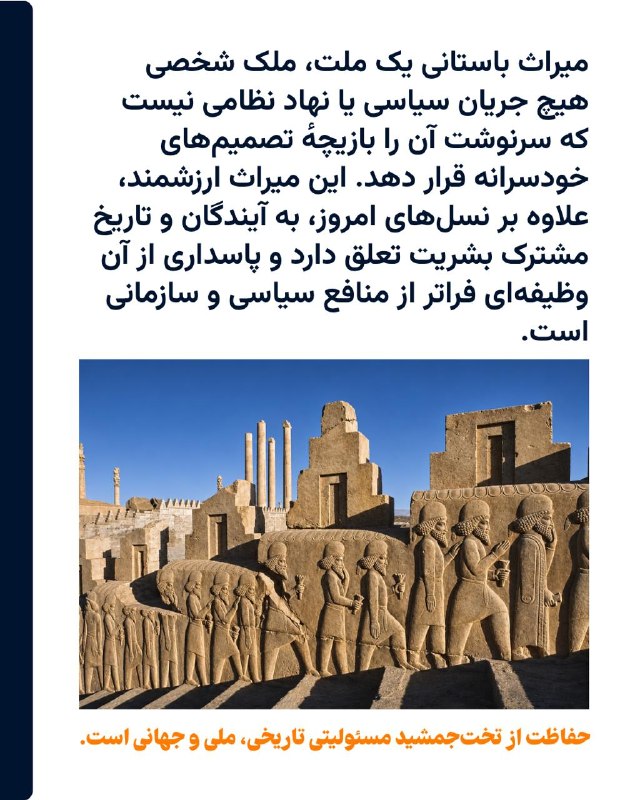 میراث باستانی یک ملت، ملک شخصی
هیچ جریان سیاسی یا نهاد نظامی نیست
که سرنوشت آن را بازیچهٔ تصمیم‌های
خودسرانه قرار دهد. این میراث ارزشمند،
علاوه بر نسل‌های امروز، به آیندگان و تاریخ
مشترک بشریت تعلق دارد و پاسداری از آن
وظیفه‌ای فراتر از منافع سیاسی و سازمانی
است.
حفاظت از تخت‌جمشید مسئولیتی تاریخی، ملی و جهانی است.